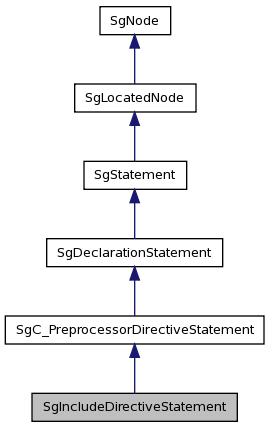 SgNode
SgLocatedNode
SgStatement
SgDeclarationStatement
SgC_PreprocessorDirectiveStatement
SgIncludeDirectiveStatement